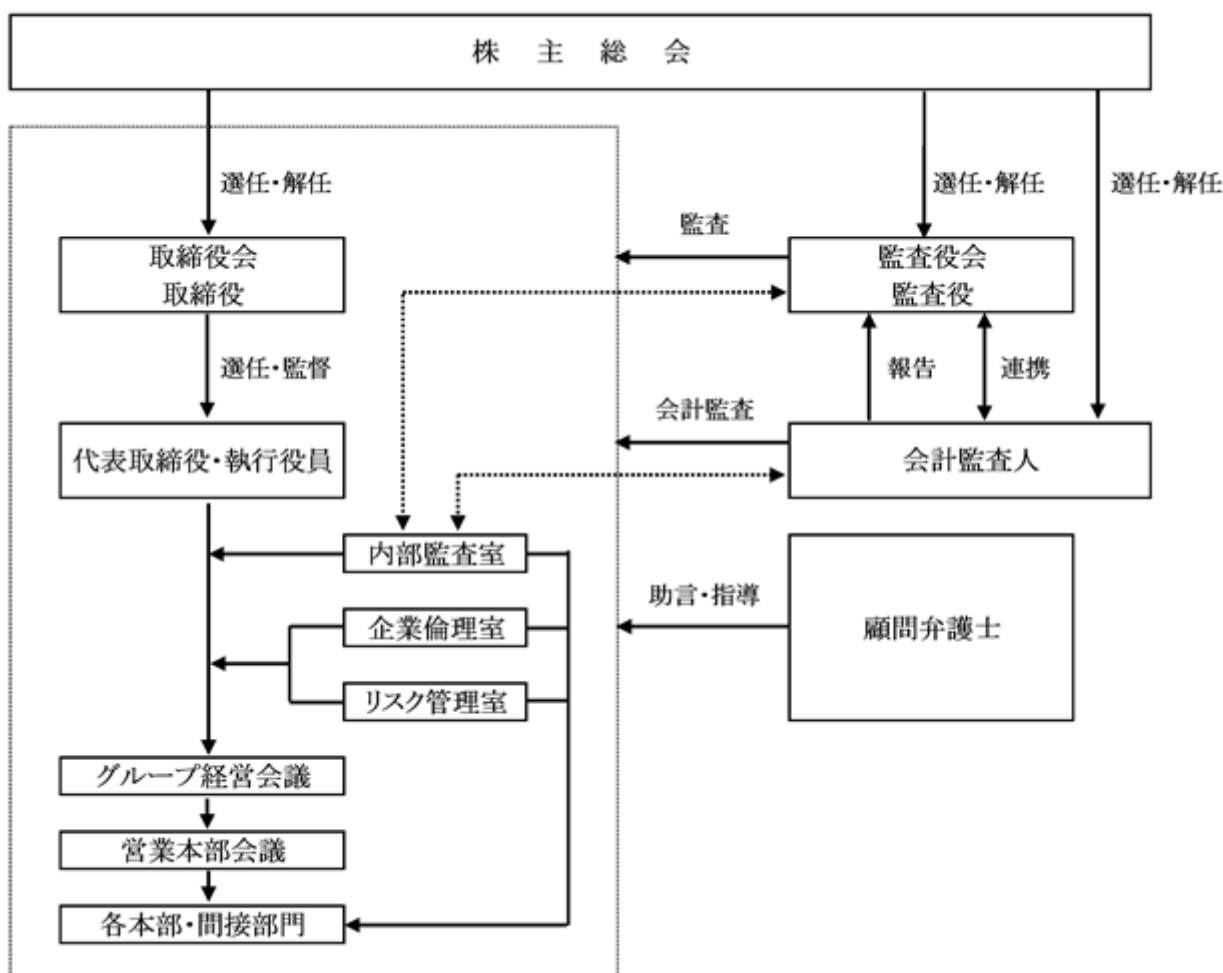 株主総会
選任・解任
選任・解任
選任・解任
監査
取締役会
取締役
監査役会
監査役
選任・監督
報告
連携
会計監査
代表取締役・執行役員
会計監査人
内部監査室
助言・指導
企業倫理室
顧問弁護士
リスク管理室
グループ経営会議
営業本部会議
各本部・間接部門